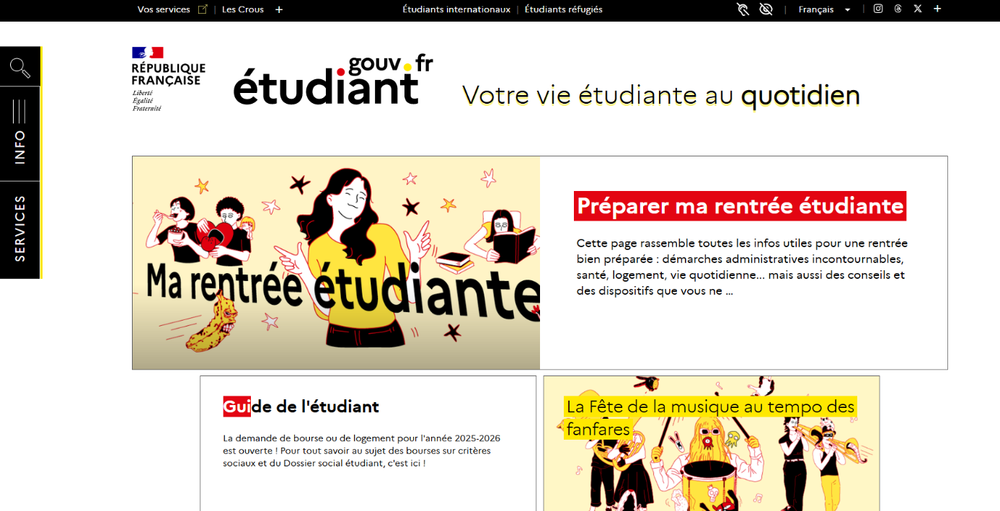 Vos services | Les Crous +
Étudiants internationaux | Étudiants réfugiés
Français
INFO
SERVICES
RÉPUBLIQUE
FRANÇAISE
Liberté
Égalité
Fraternité
étudiant.gouv.fr
Votre vie étudiante au quotidien
Ma rentrée étudiante
Préparer ma rentrée étudiante
Cette page rassemble toutes les infos utiles pour une rentrée
bien préparée : démarches administratives incontournables,
santé, logement, vie quotidienne... mais aussi des conseils et
des dispositifs que vous ne ...
Guide de l'étudiant
La demande de bourse ou de logement pour l'année 2025-2026
est ouverte ! Pour tout savoir au sujet des bourses sur critères
sociaux et du Dossier social étudiant, c'est ici !
La Fête de la musique au tempo des
fanfares